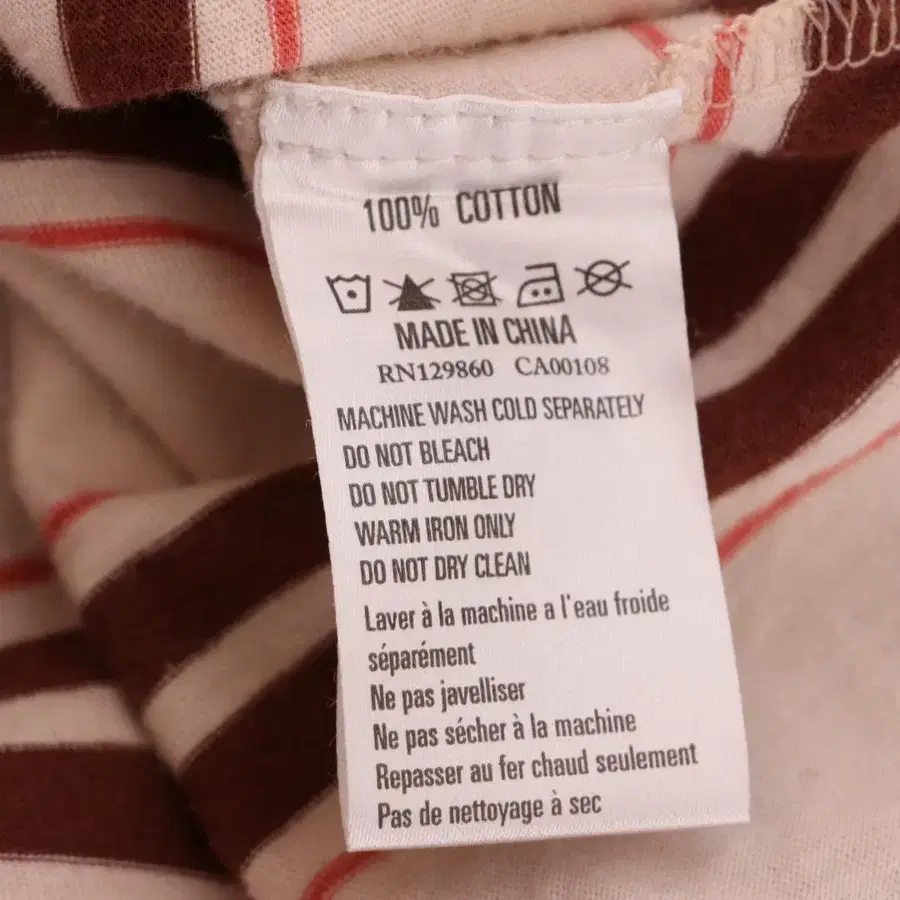 100% COTTON
MADE IN CHINA
RN129860 CA00108
MACHINE WASH COLD SEPARATELY
DO NOT BLEACH
DO NOT TUMBLE DRY
WARM IRON ONLY
DO NOT DRY CLEAN
Laver à la machine a l'eau froide
séparément
Ne pas javelliser
Ne pas sécher à la machine
Repasser au fer chaud seulement
Pas de nettoyage à sec